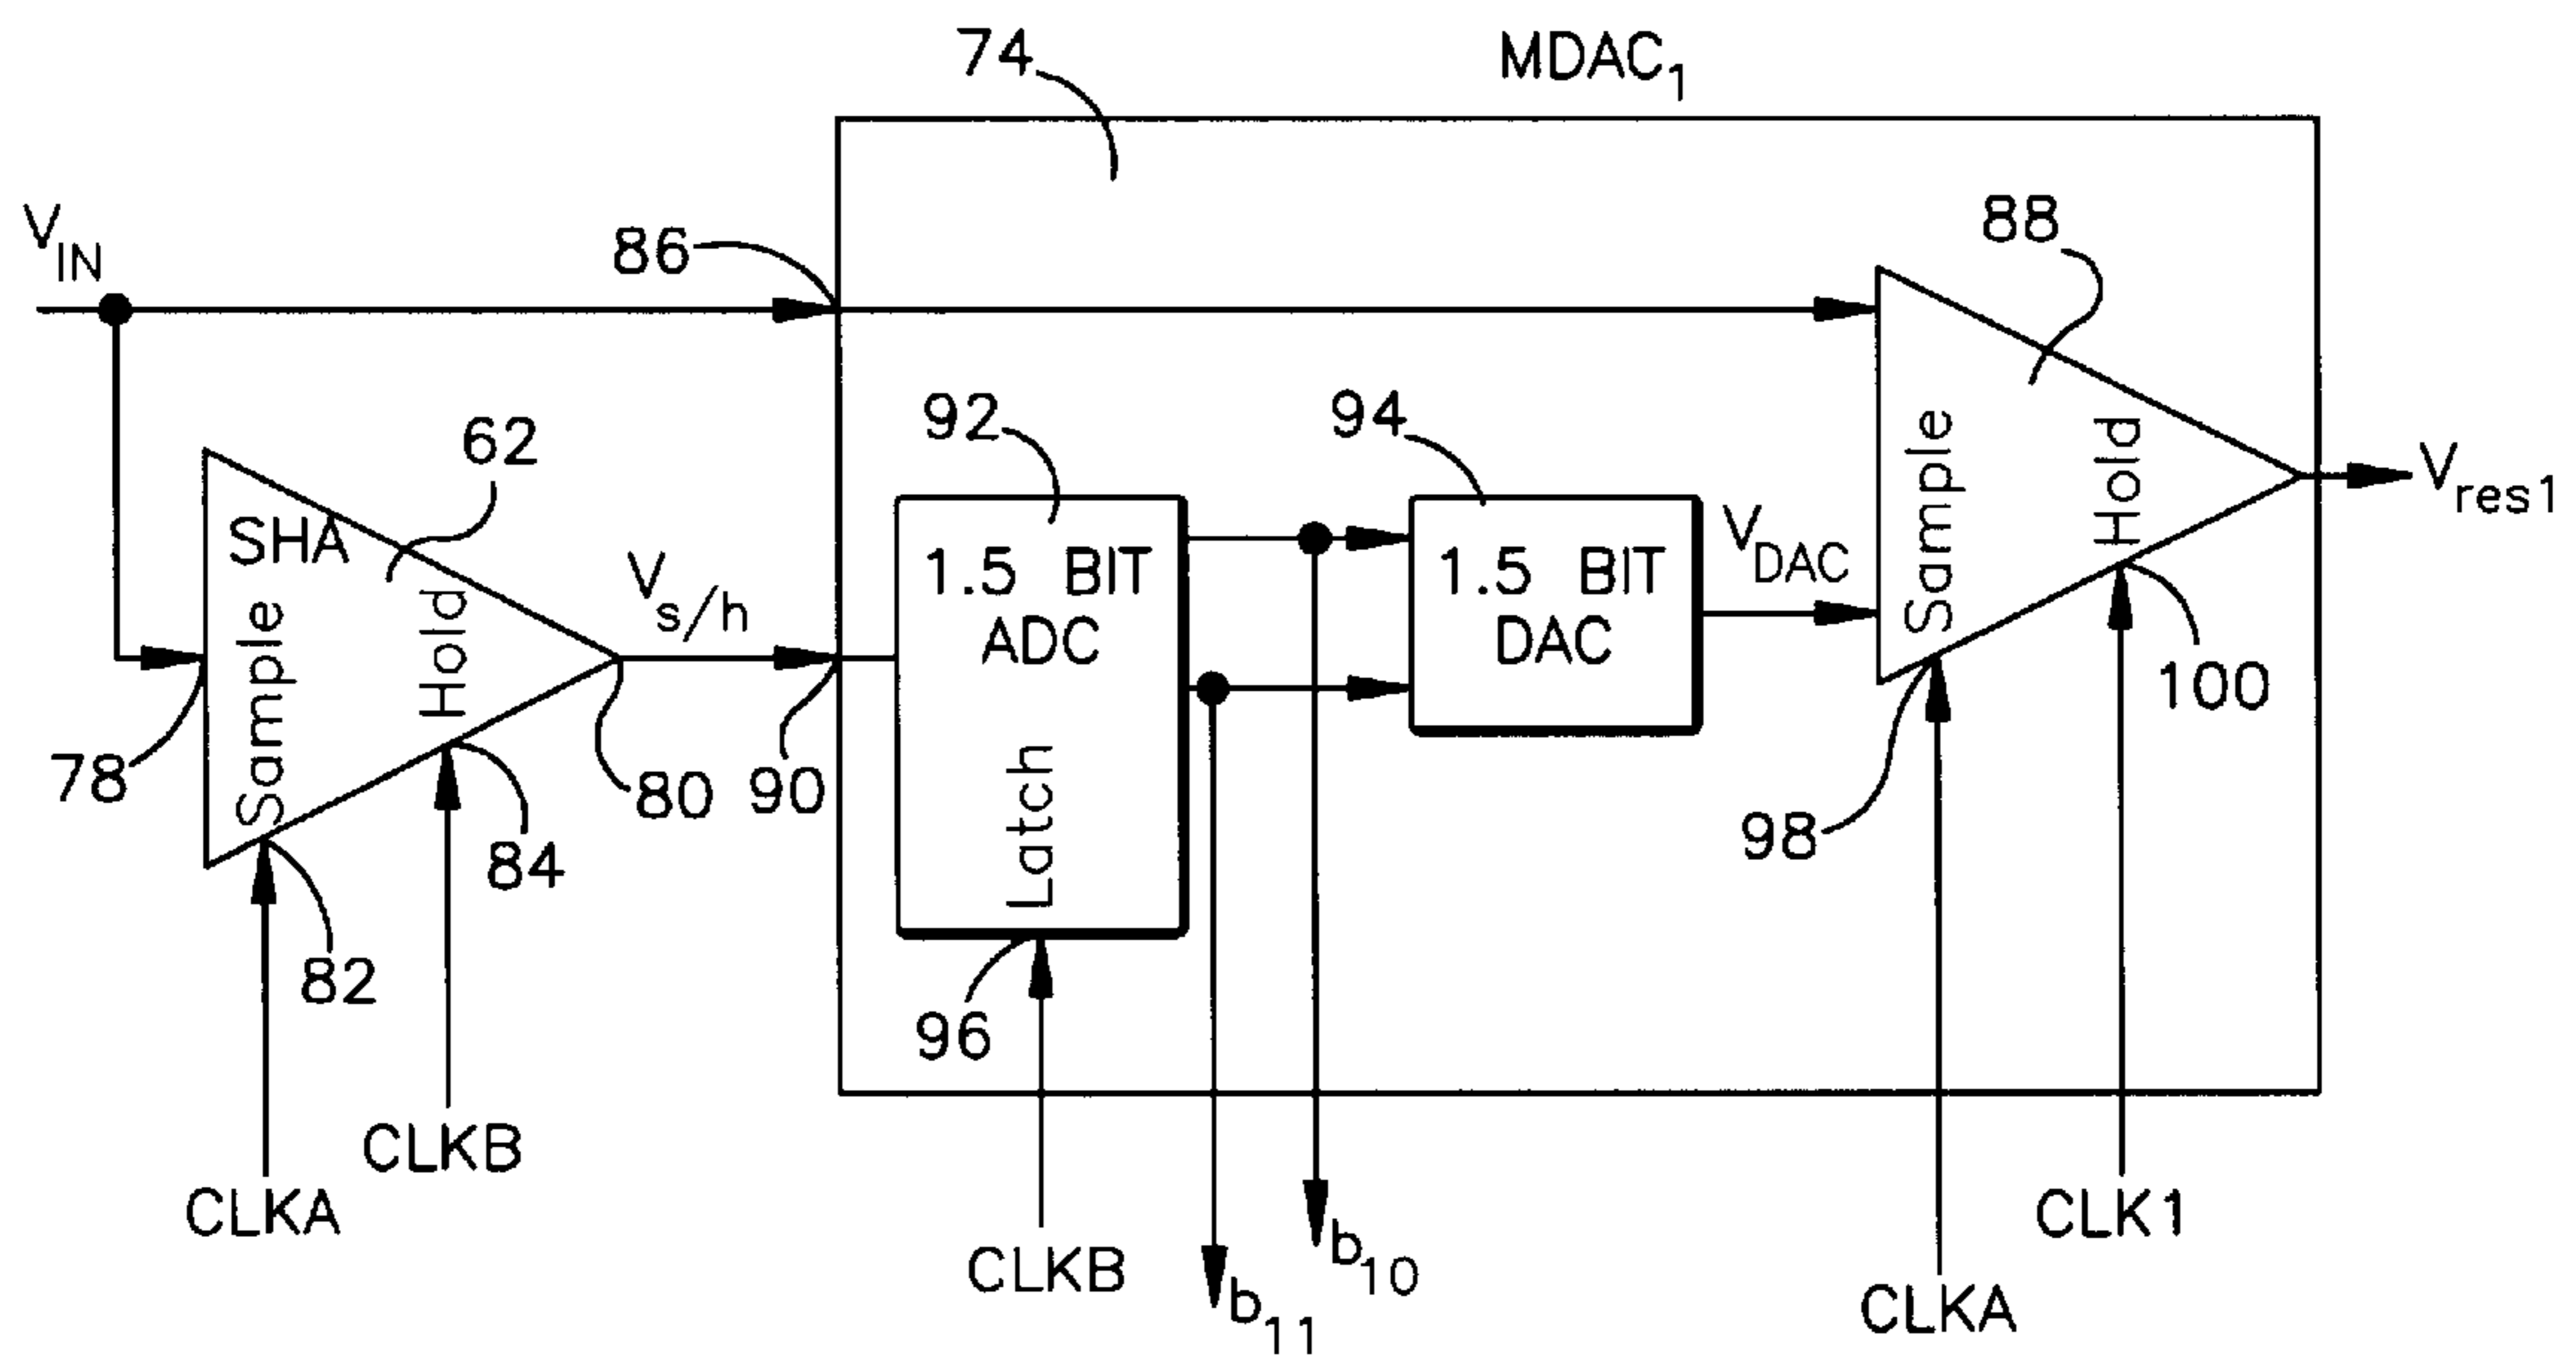 74
MDAC1
VIN
86
88
62
SHA
Sample
Hold
Vs/h
92
94
1.5 BIT
ADC
Latch
1.5 BIT
DAC
VDAC
Sample
Hold
Vres1
78
80
90
84
82
96
98
100
CLKA
CLKB
CLKB
b11
b10
CLKA
CLK1